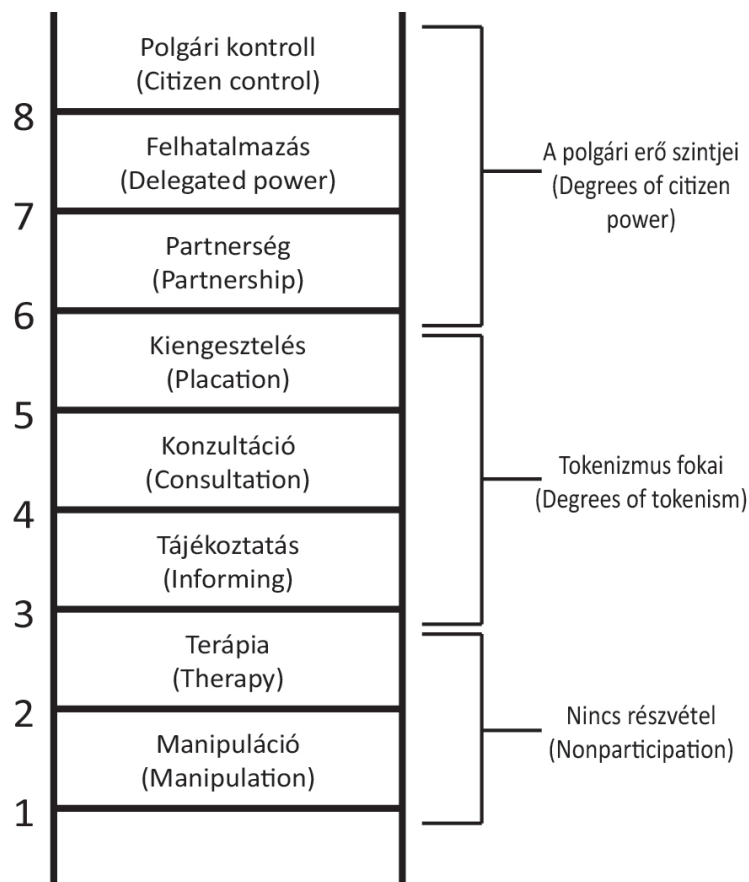 Polgári kontroll
(Citizen control)
8
Felhatalmazás
(Delegated power)
7
Partnerség
(Partnership)
6
Kiengesztelés
(Placation)
5
Konzultáció
(Consultation)
4
Tájékoztatás
(Informing)
3
Terápia
(Therapy)
2
Manipuláció
(Manipulation)
1
A polgári erő szintjei
(Degrees of citizen
power)
Tokenizmus fokai
(Degrees of tokenism)
Nincs részvétel
(Nonparticipation)